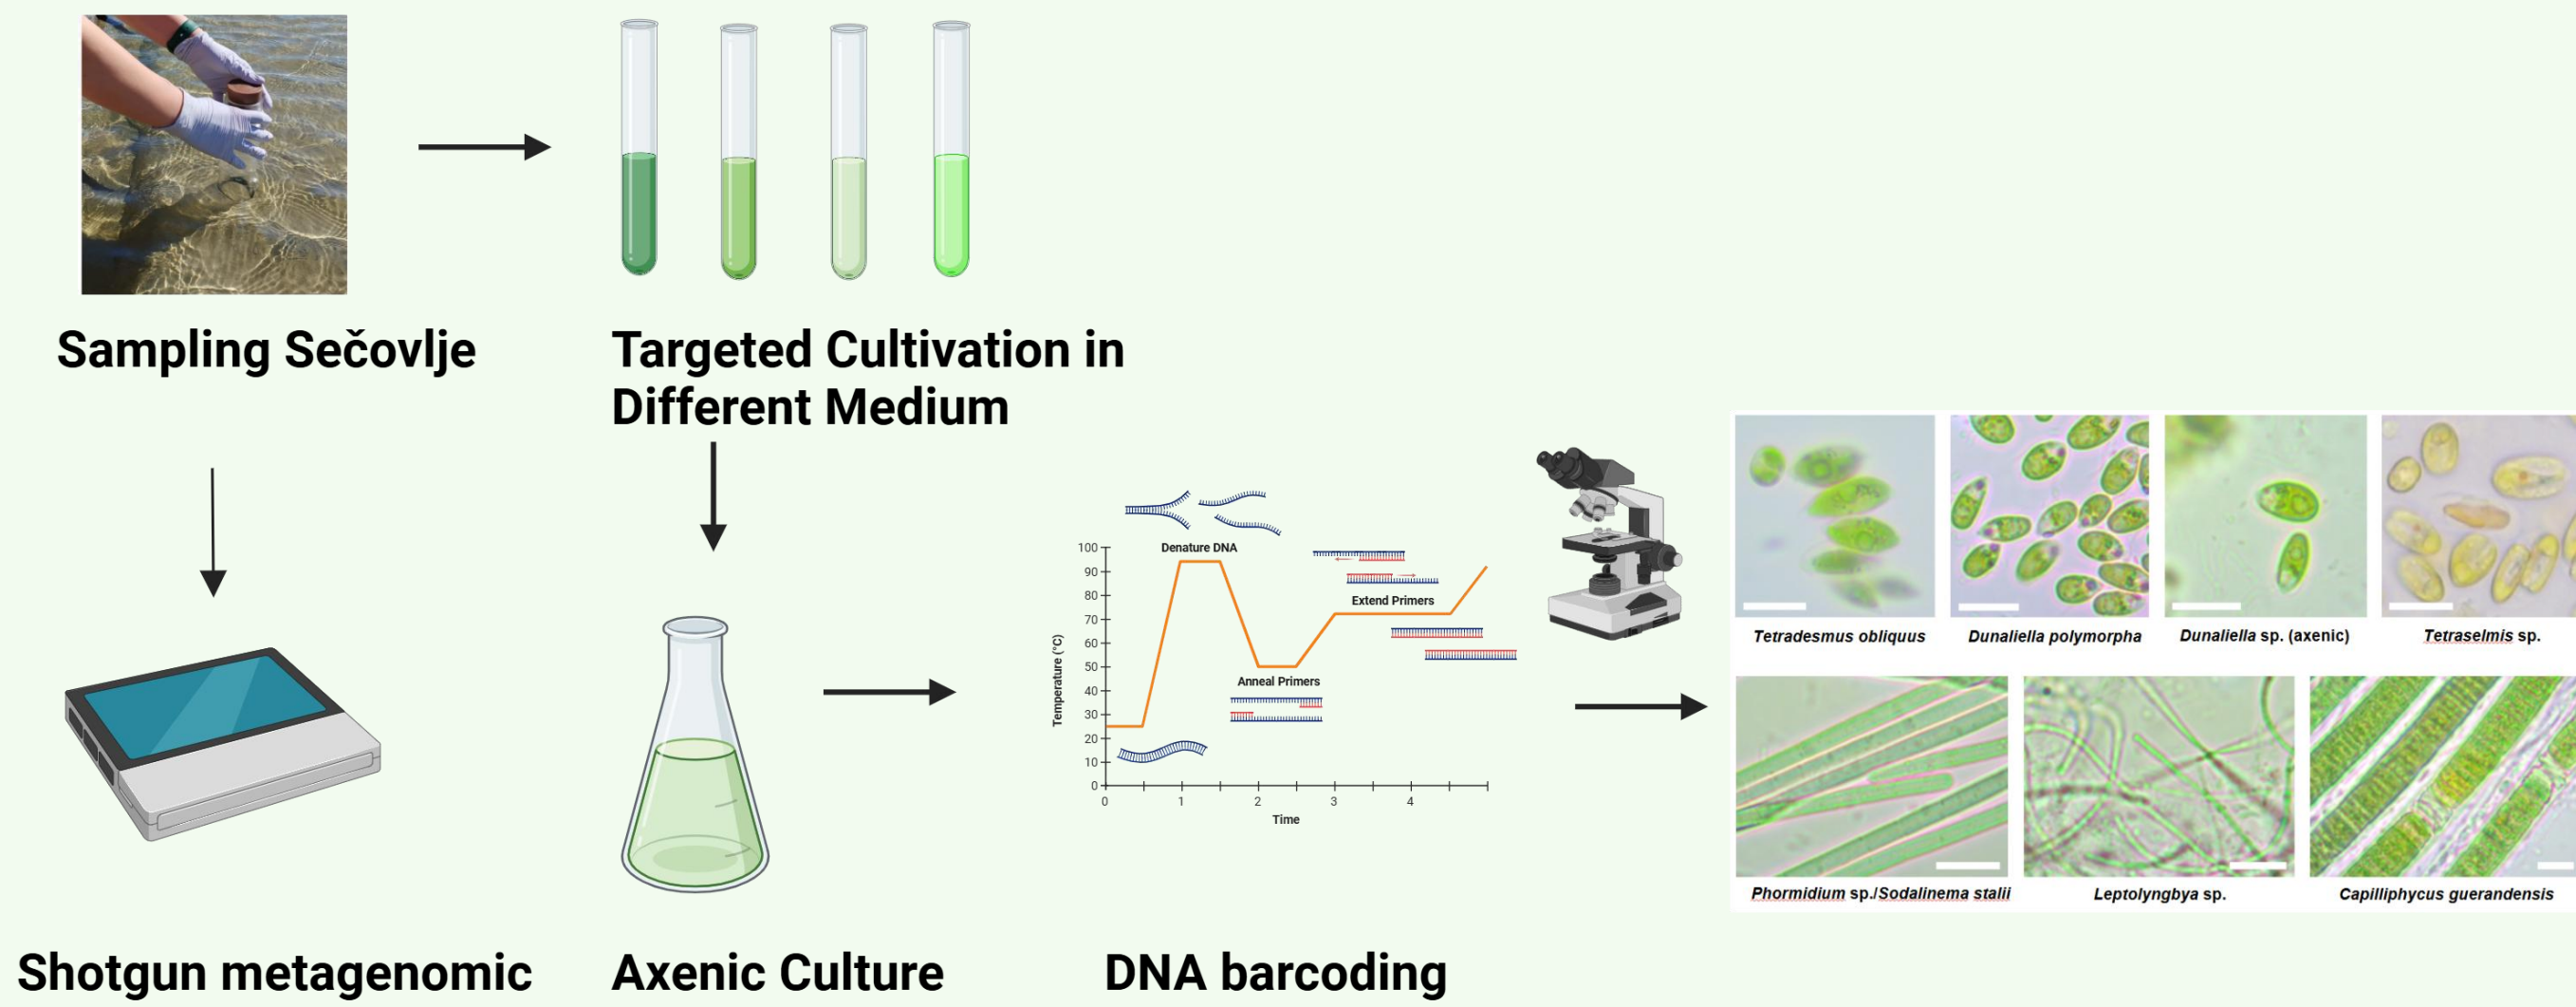 Sampling Sečovlje
Targeted Cultivation in
Different Medium
Denature DNA
Extend Primers
Anneal Primers
Temperature (°C)
100
90
80
70
60
50
40
30
20
10
0
0 1 2 3 4
Time
Tetradesmus obliquus
Dunaliella polymorpha
Dunaliella sp. (axenic)
Tetraselmis sp.
Phormidium sp./Sodalinema stalii
Leptolyngbya sp.
Capilliphycus guerandensis
Shotgun metagenomic
Axenic Culture
DNA barcoding